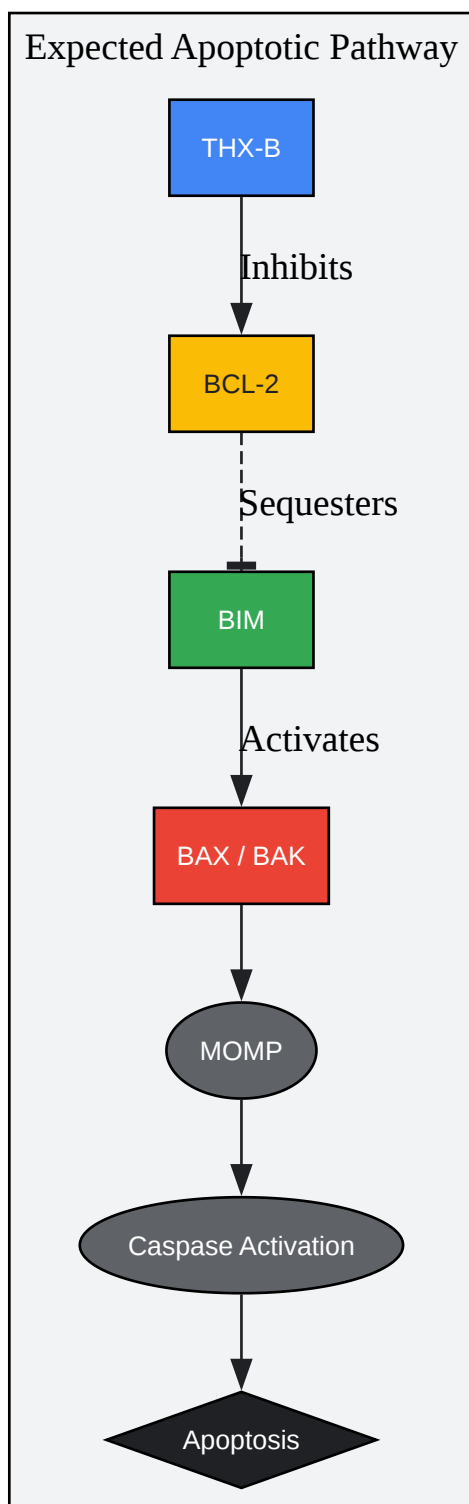 Expected Apoptotic Pathway
THX-B
Inhibits
BCL-2
Sequesters
BIM
Activates
BAX / BAK
MOMP
Caspase Activation
Apoptosis